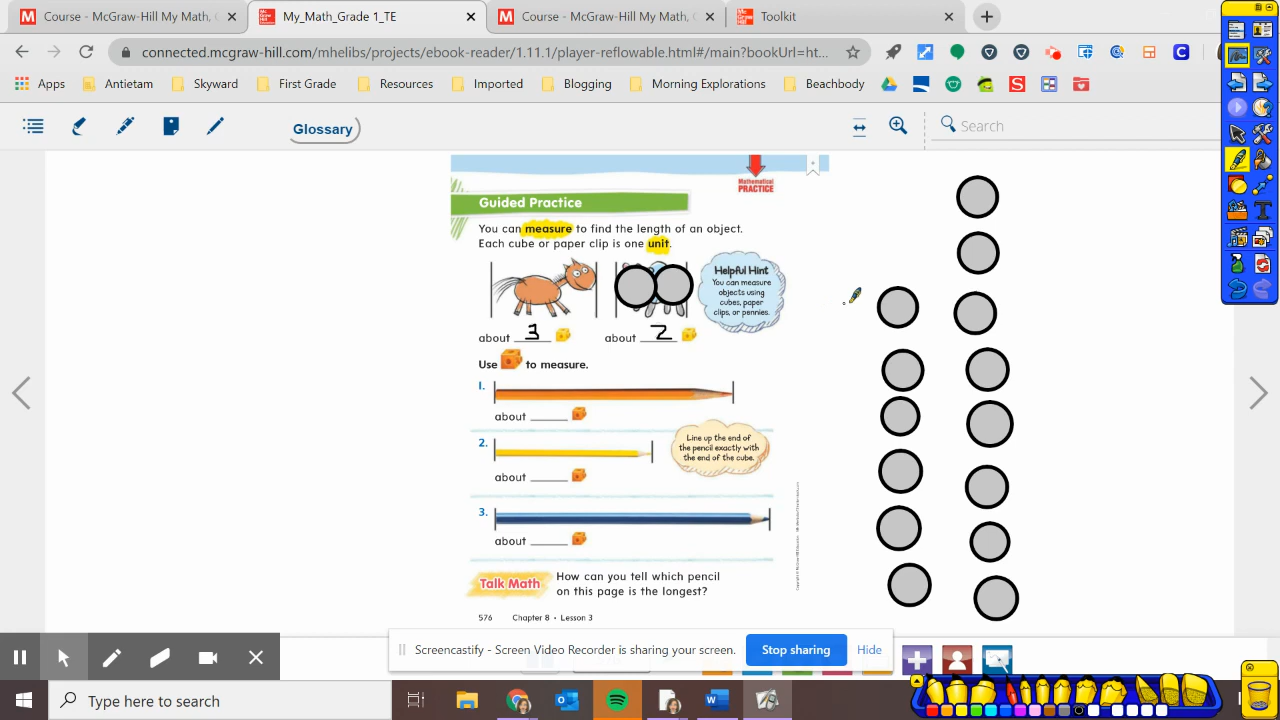 Course - McGraw-Hill My Math,
My_Math_Grade 1_TE
Course - McGraw-Hill My Math,
Toolkit
connected.mcgraw-hill.com/mhelibs/projects/ebook-reader/1.11.0/player-reflowable.html#/main?bookUrl=int...
Apps
Antietam
Skyward
First Grade
Resources
Imported
Blogging
Morning Explorations
Beachbody
Glossary
Search
Mathematical
PRACTICE
Guided Practice
You can measure to find the length of an object.
Each cube or paper clip is one unit.
Helpful Hint
You can measure
objects using
cubes, paper
clips, or pennies.
about 3
about 2
Use to measure.
1.
about
2.
Line up the end of
the pencil exactly with
the end of the cube.
about
3.
about
Talk Math
How can you tell which pencil
on this page is the longest?
576 Chapter 8 • Lesson 3
Screencastify - Screen Video Recorder is sharing your screen.
Stop sharing
Hide
Type here to search